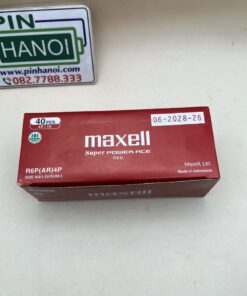 PIN
HANOI
www.pinhanoi.com
082.7788.333
40 PCS
06-2028-26
maxell
Super POWER ACE
RED
R6P(AR)4P
Maxell, Ltd.
Made in Indonesia